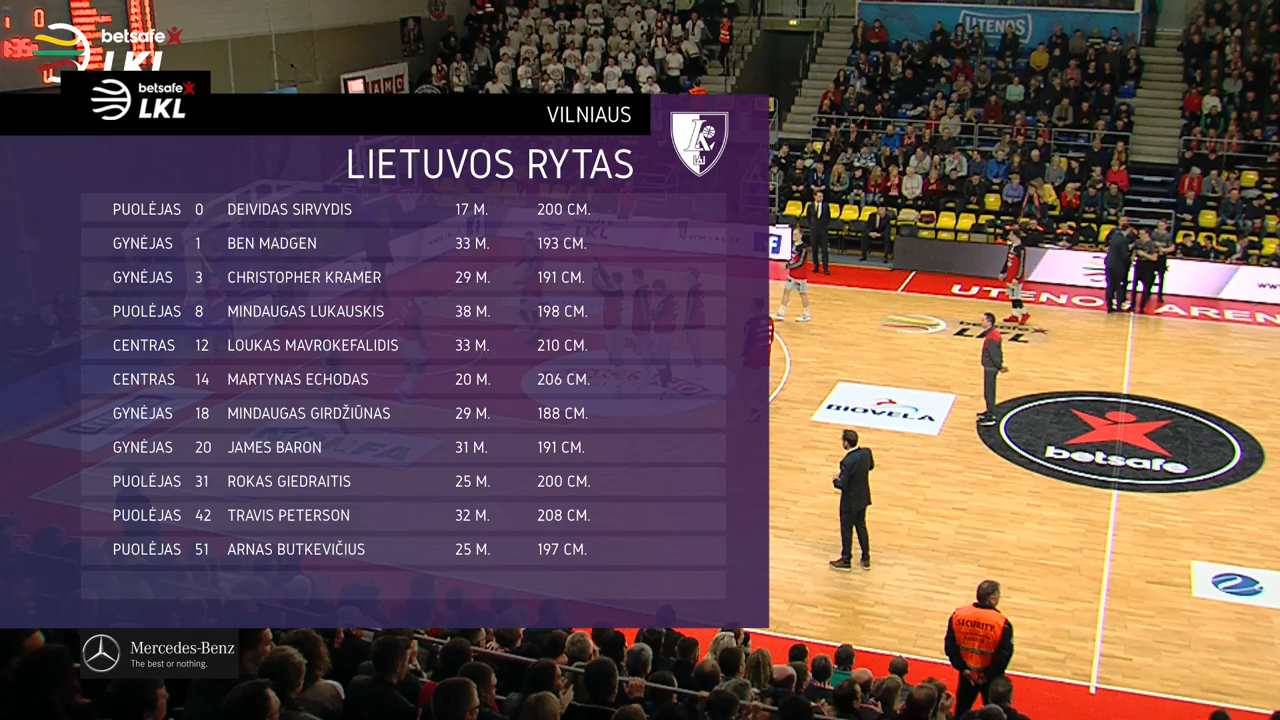 betsafe
LKL
betsafe
LKL
VILNIAUS
LIETUVOS RYTAS
PUOLĖJAS 0 DEIVIDAS SIRVYDIS 17 M. 200 CM.
GYNĖJAS 1 BEN MADGEN 33 M. 193 CM.
GYNĖJAS 3 CHRISTOPHER KRAMER 29 M. 191 CM.
PUOLĖJAS 8 MINDAUGAS LUKAUSKIS 38 M. 198 CM.
CENTRAS 12 LOUKAS MAVROKEFALIDIS 33 M. 210 CM.
CENTRAS 14 MARTYNAS ECHODAS 20 M. 206 CM.
GYNĖJAS 18 MINDAUGAS GIRDŽIŪNAS 29 M. 188 CM.
GYNĖJAS 20 JAMES BARON 31 M. 191 CM.
PUOLĖJAS 31 ROKAS GIEDRAITIS 25 M. 200 CM.
PUOLĖJAS 42 TRAVIS PETERSON 32 M. 208 CM.
PUOLĖJAS 51 ARNAS BUTKEVIČIUS 25 M. 197 CM.
Mercedes-Benz
The best or nothing.
UTENOS
UTENOS AREN
LKL
BIOVELA
betsafe
SECURITY